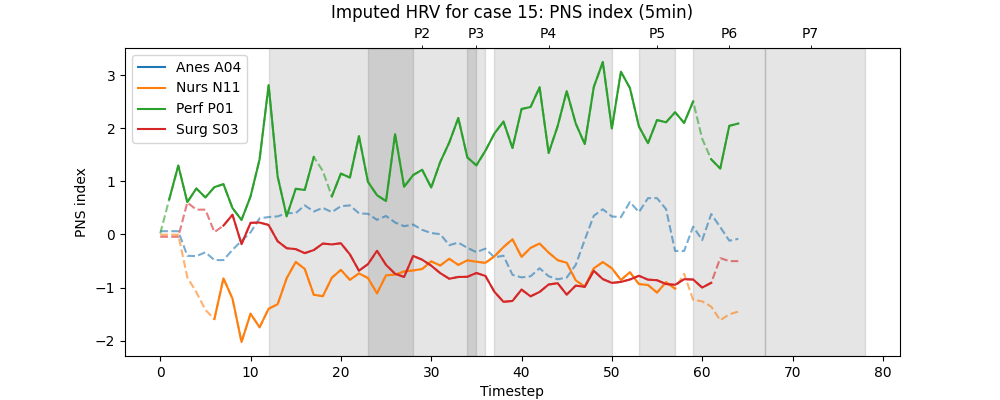 Imputed HRV for case 15: PNS index (5min)
P2 P3 P4 P5 P6 P7
Anes A04
Nurs N11
Perf P01
Surg S03
3
2
1
0
−1
−2
PNS index
0 10 20 30 40 50 60 70 80
Timestep